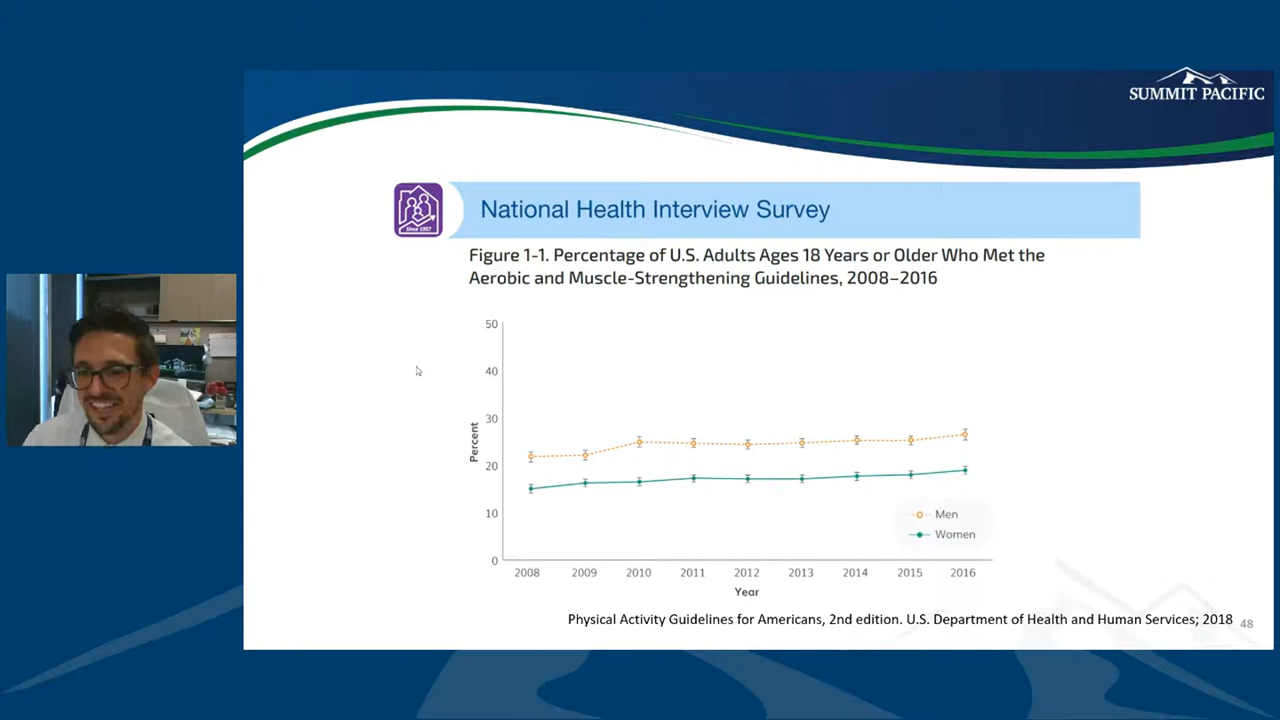 SUMMIT PACIFIC
Since 1957
National Health Interview Survey
Figure 1-1. Percentage of U.S. Adults Ages 18 Years or Older Who Met the
Aerobic and Muscle-Strengthening Guidelines, 2008–2016
50
40
30
20
10
0
Percent
Men
Women
2008 2009 2010 2011 2012 2013 2014 2015 2016
Year
Physical Activity Guidelines for Americans, 2nd edition. U.S. Department of Health and Human Services; 2018
48